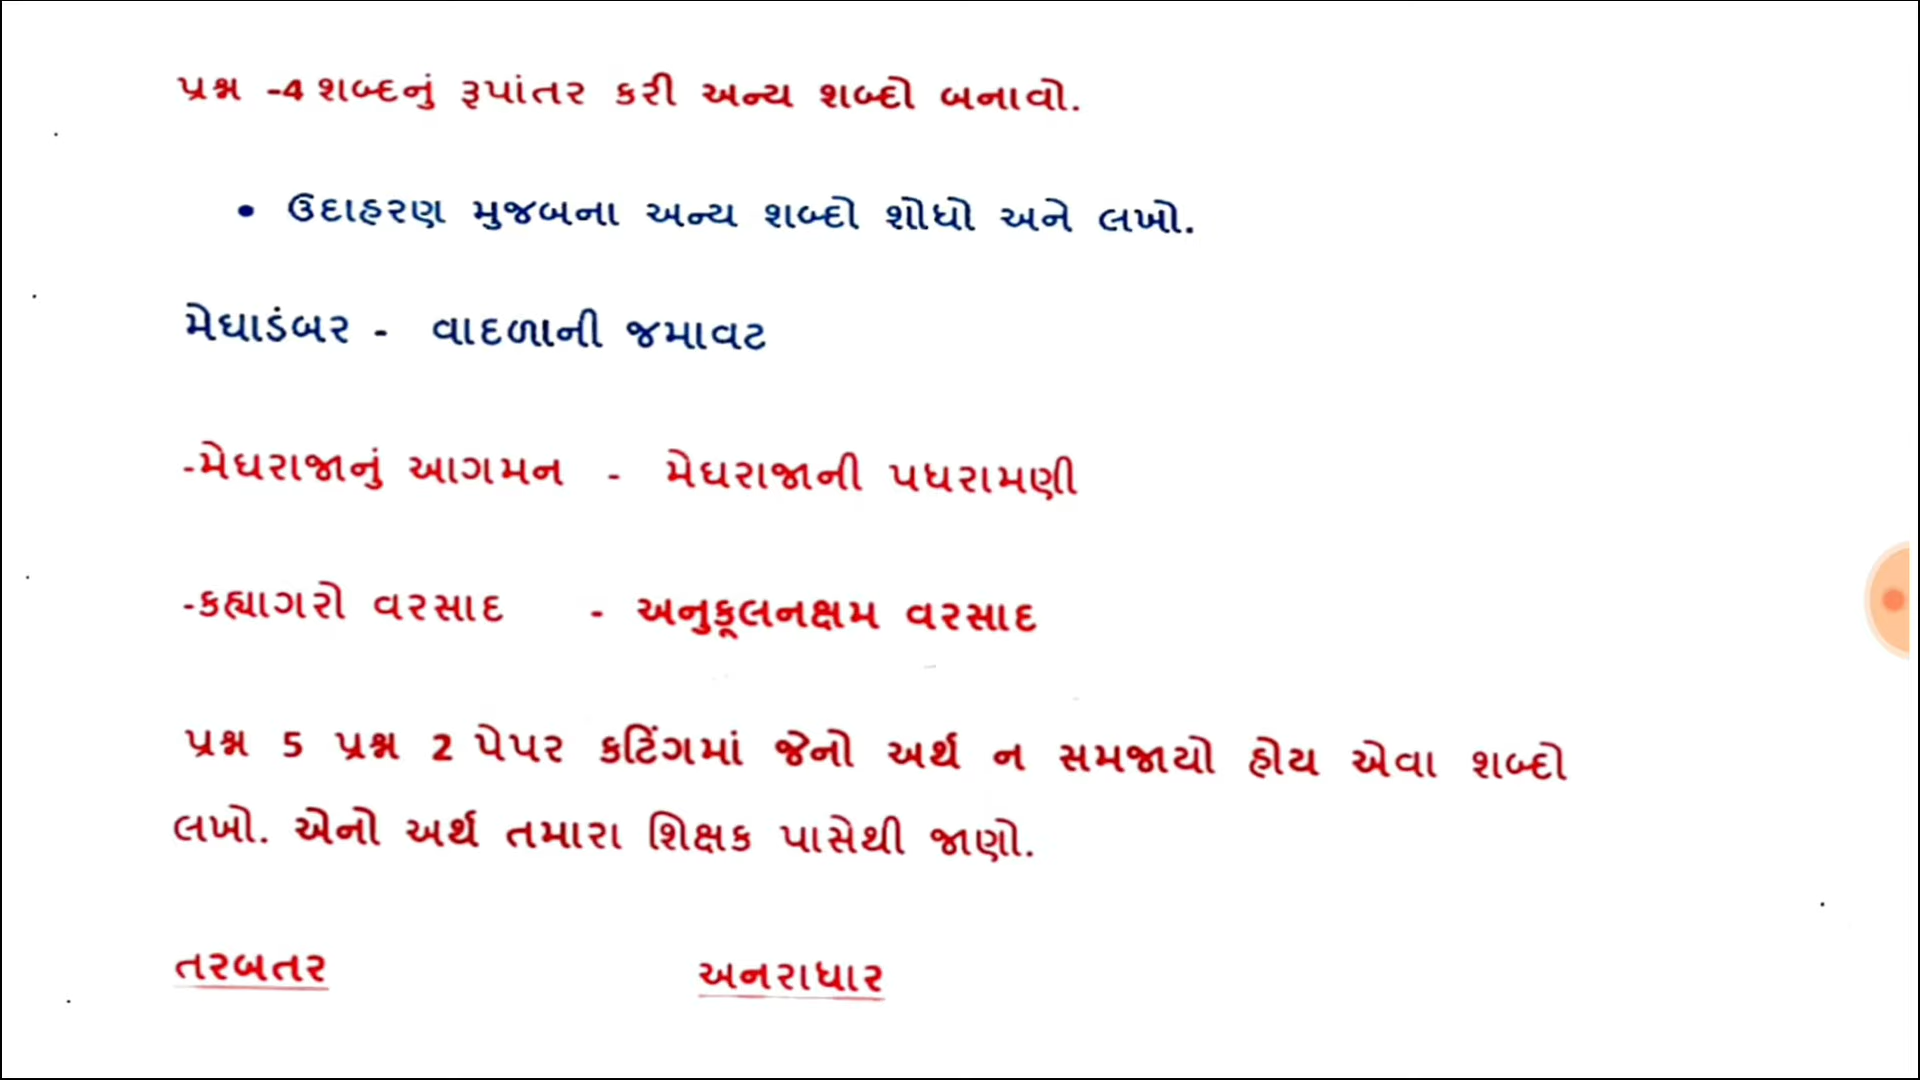 પ્રશ્ન -4 શબ્દનું રૂપાંતર કરી અન્ય શબ્દો બનાવો.
• ઉદાહરણ મુજબના અન્ય શબ્દો શોધો અને લખો.
મેઘાડંબર - વાદળાની જમાવટ
-મેઘરાજાનું આગમન - મેઘરાજાની પધરામણી
-કહ્યાગરો વરસાદ - અનુકૂલનક્ષમ વરસાદ
પ્રશ્ન 5 પ્રશ્ન 2 પેપર કટિંગમાં જેનો અર્થ ન સમજાયો હોય એવા શબ્દો
લખો. એનો અર્થ તમારા શિક્ષક પાસેથી જાણો.
તરબતર અનરાધાર